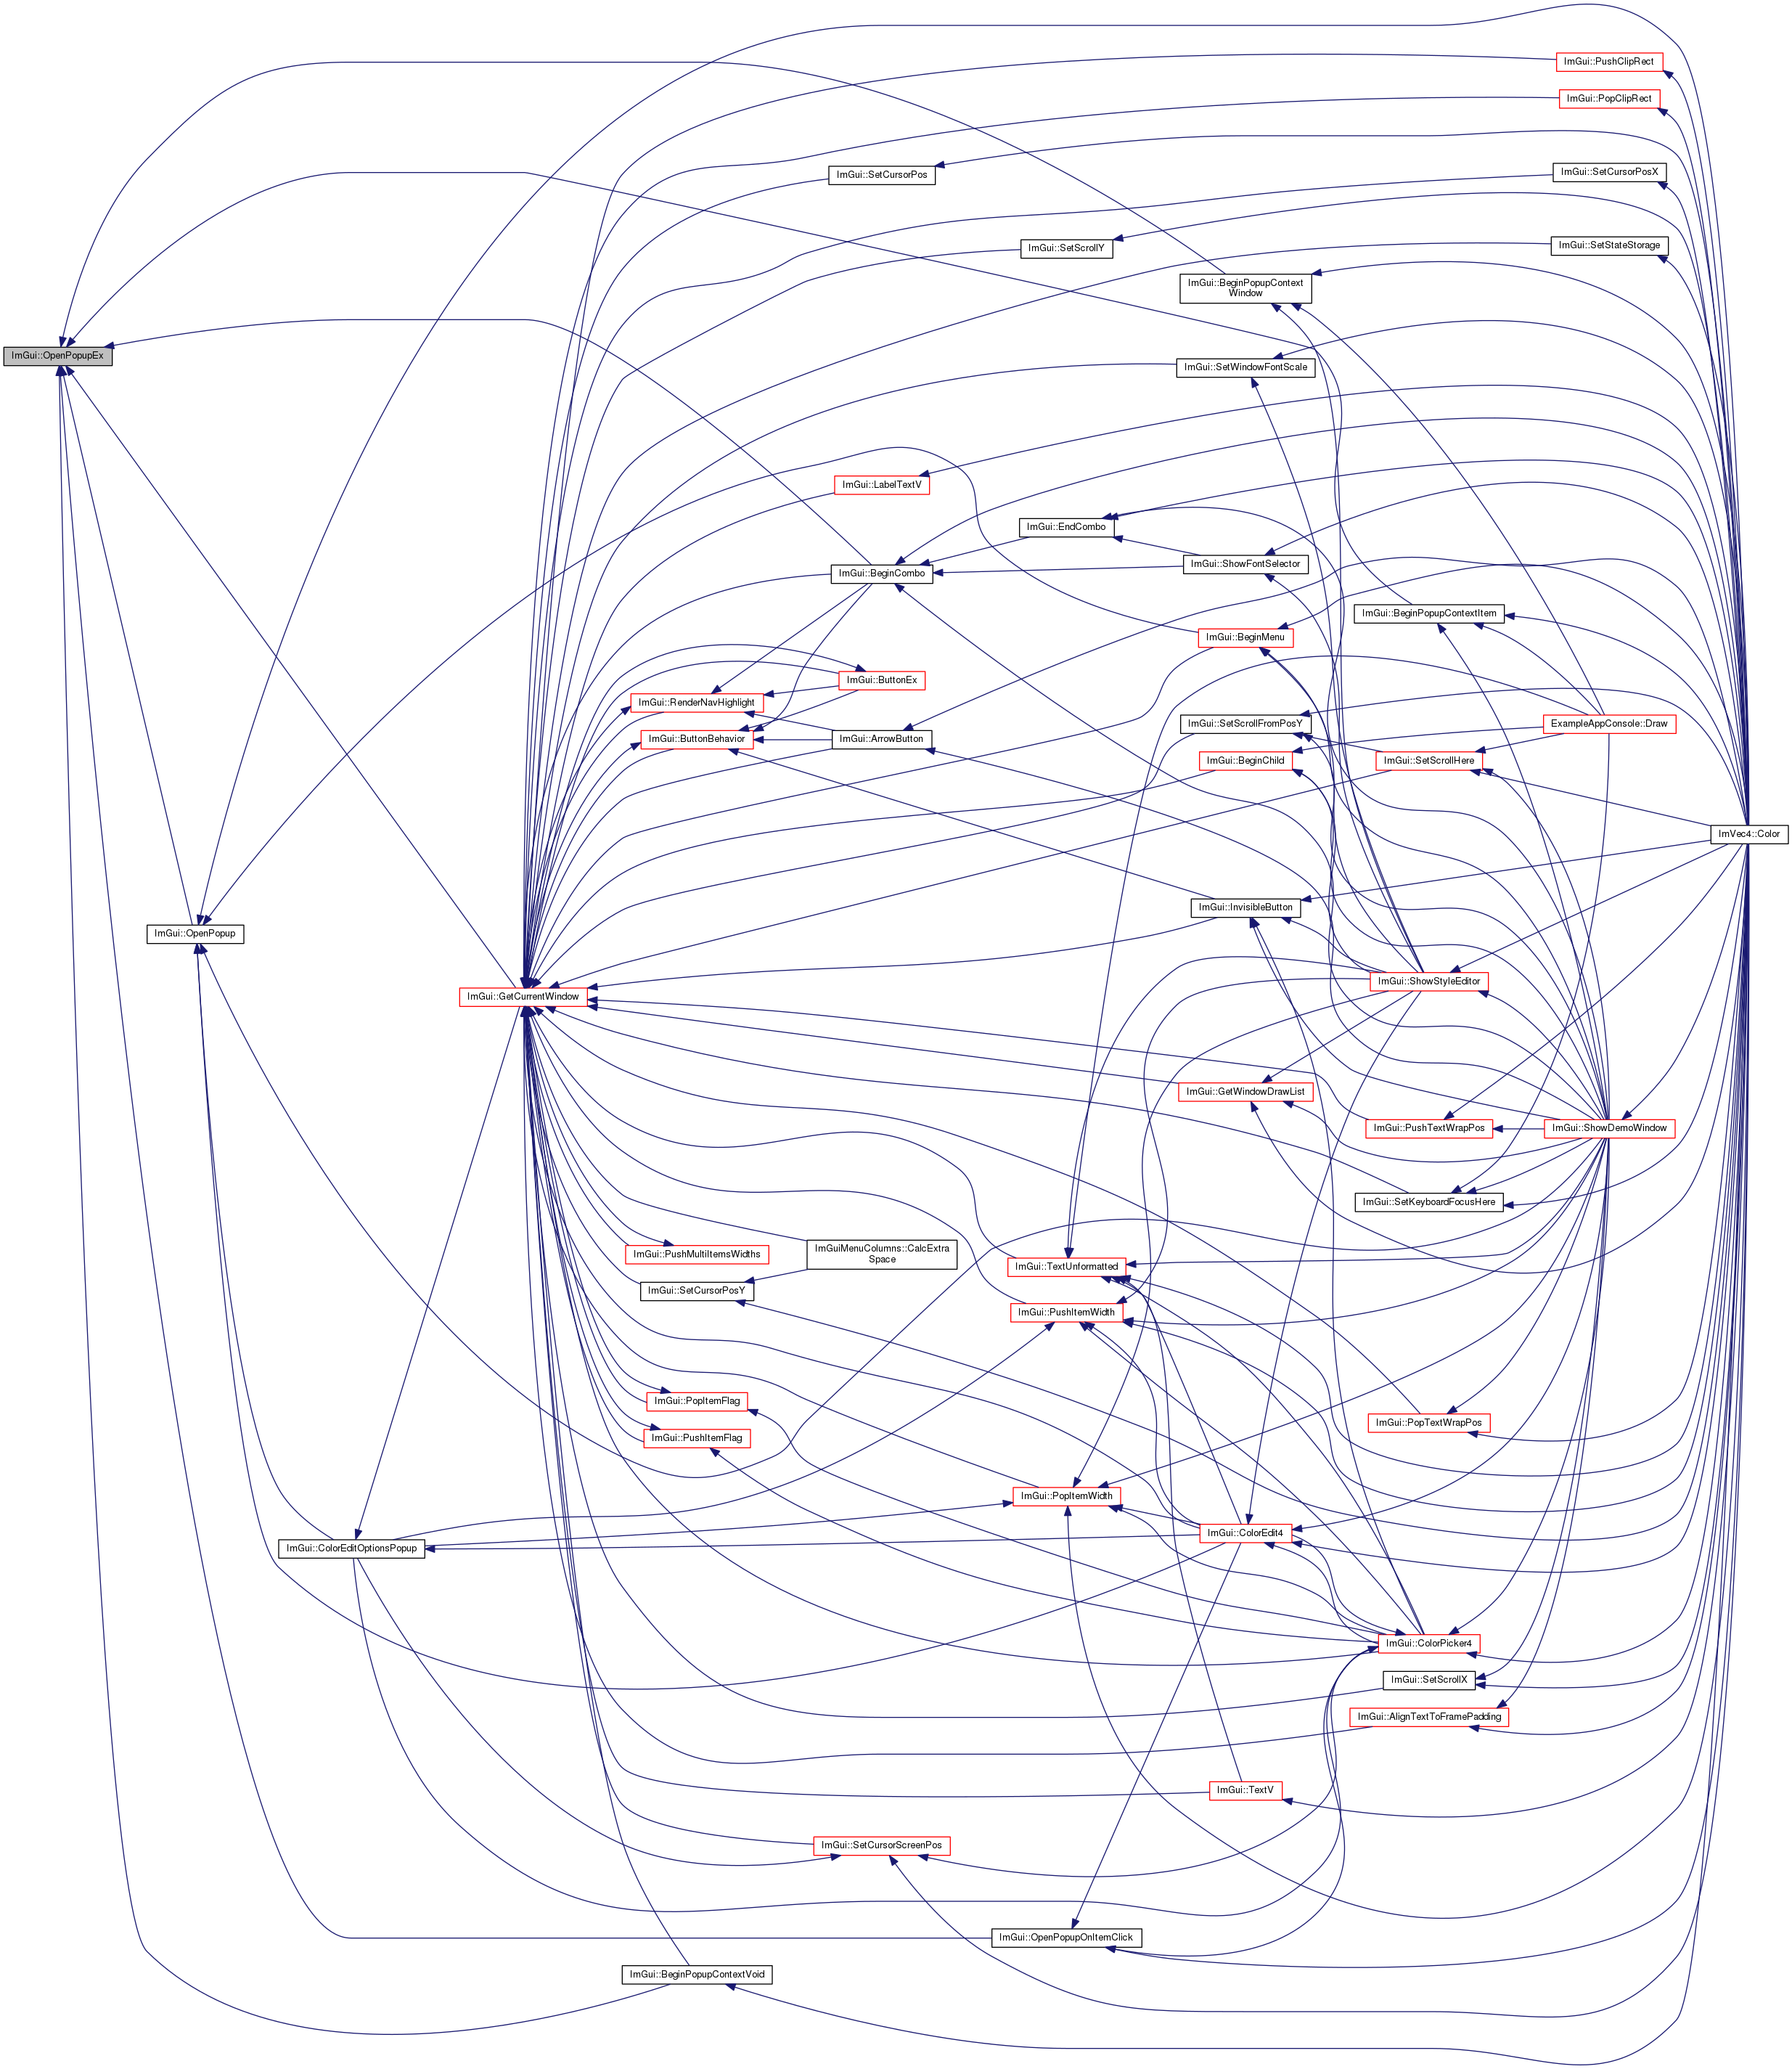 ImGui::PushClipRect
ImGui::PopClipRect
ImGui::SetCursorPos
ImGui::SetCursorPosX
ImGui::SetScrollY
ImGui::SetStateStorage
ImGui::BeginPopupContext
Window
ImGui::OpenPopupEx
ImGui::SetWindowFontScale
ImGui::LabelTextV
ImGui::EndCombo
ImGui::ShowFontSelector
ImGui::BeginCombo
ImGui::BeginPopupContextItem
ImGui::BeginMenu
ImGui::ButtonEx
ImGui::RenderNavHighlight
ImGui::SetScrollFromPosY
ExampleAppConsole::Draw
ImGui::ButtonBehavior
ImGui::ArrowButton
ImGui::BeginChild
ImGui::SetScrollHere
ImVec4::Color
ImGui::InvisibleButton
ImGui::OpenPopup
ImGui::ShowStyleEditor
ImGui::GetCurrentWindow
ImGui::GetWindowDrawList
ImGui::PushTextWrapPos
ImGui::ShowDemoWindow
ImGui::SetKeyboardFocusHere
ImGui::PushMultiItemsWidths
ImGuiMenuColumns::CalcExtra
Space
ImGui::TextUnformatted
ImGui::SetCursorPosY
ImGui::PushItemWidth
ImGui::PopItemFlag
ImGui::PopTextWrapPos
ImGui::PushItemFlag
ImGui::PopItemWidth
ImGui::ColorEdit4
ImGui::ColorEditOptionsPopup
ImGui::ColorPicker4
ImGui::SetScrollX
ImGui::AlignTextToFramePadding
ImGui::TextV
ImGui::SetCursorScreenPos
ImGui::OpenPopupOnItemClick
ImGui::BeginPopupContextVoid